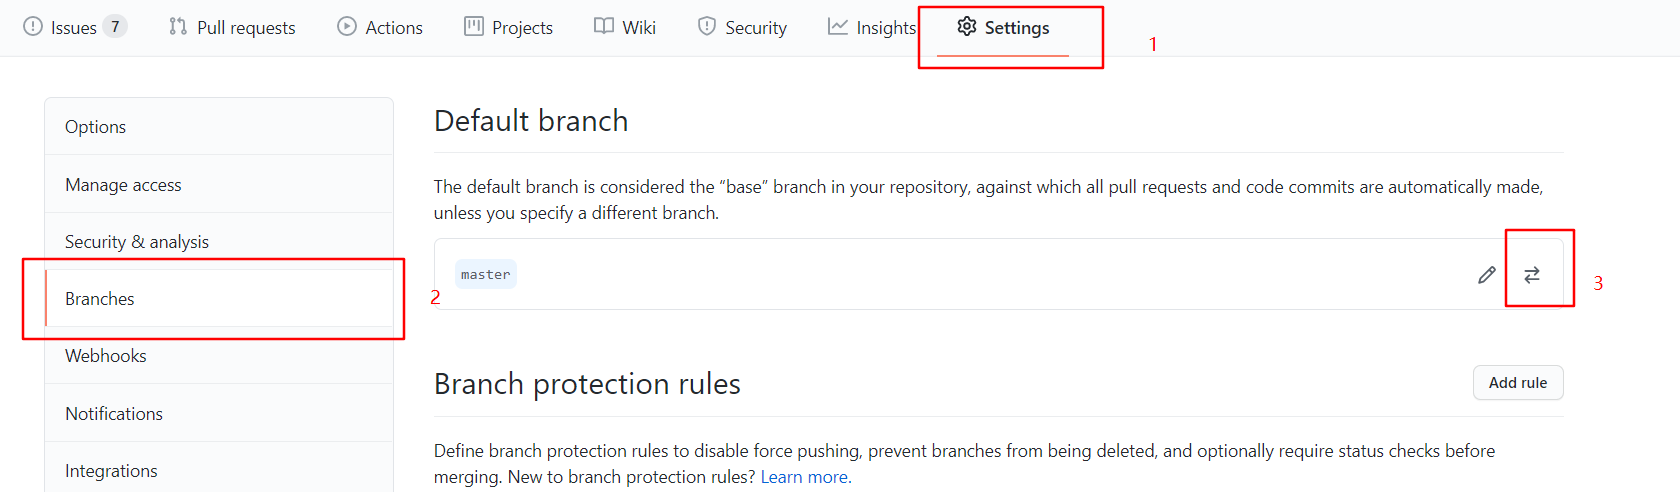 Issues 7 Pull requests Actions Projects Wiki Security Insights Settings 1
Options
Manage access
Security & analysis
Branches 2
Webhooks
Notifications
Integrations
Default branch
The default branch is considered the “base” branch in your repository, against which all pull requests and code commits are automatically made,
unless you specify a different branch.
master
3
Branch protection rules Add rule
Define branch protection rules to disable force pushing, prevent branches from being deleted, and optionally require status checks before
merging. New to branch protection rules? Learn more.